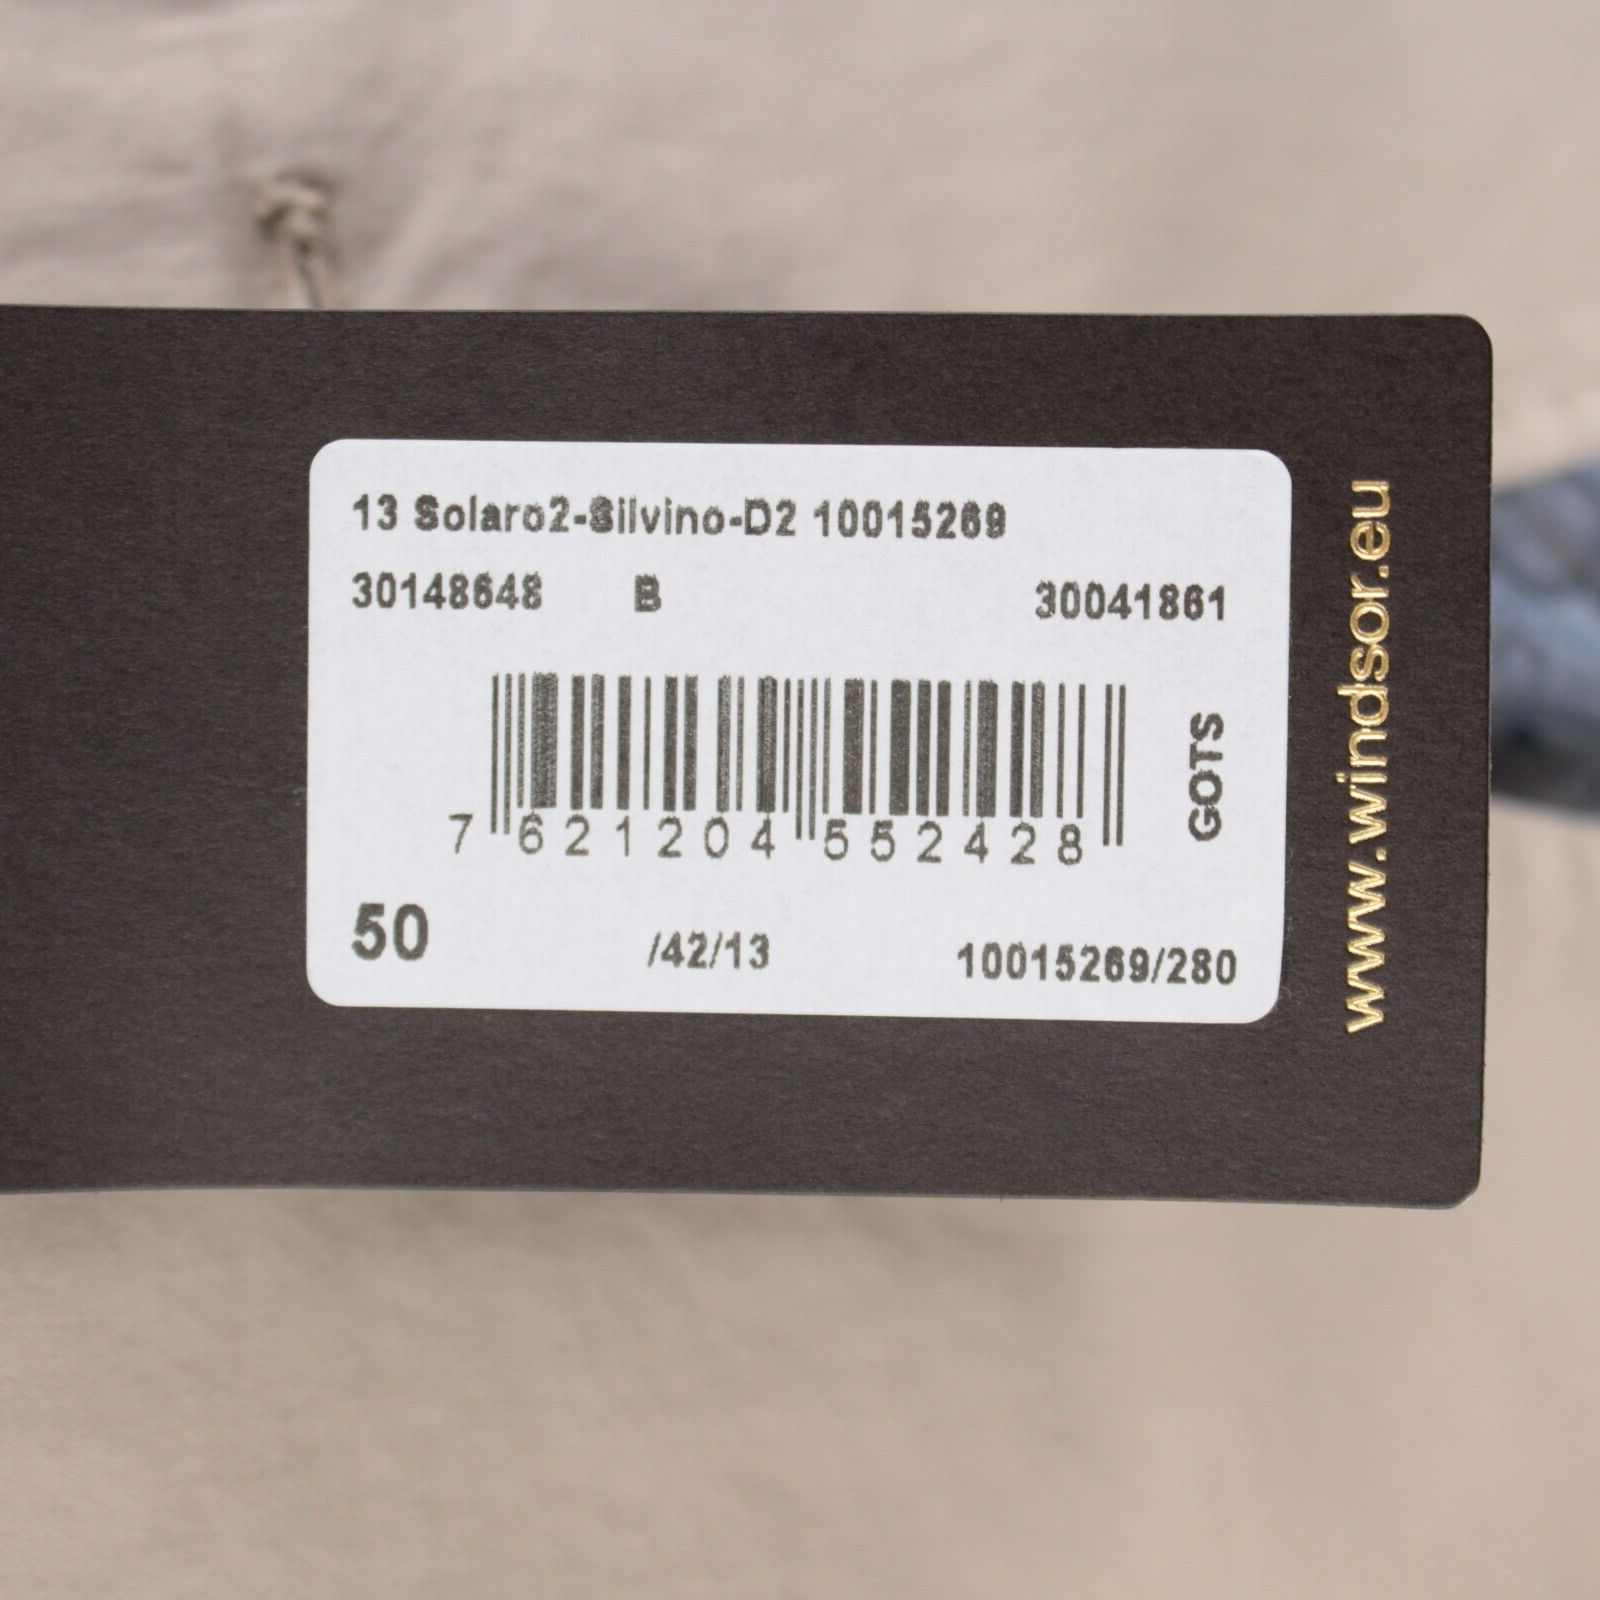 13 Solaro2-Silvino-D2 10015269
30148648 B 30041861
7 621204 552428
GOTS
50 /42/13 10015269/280
www.windsor.eu